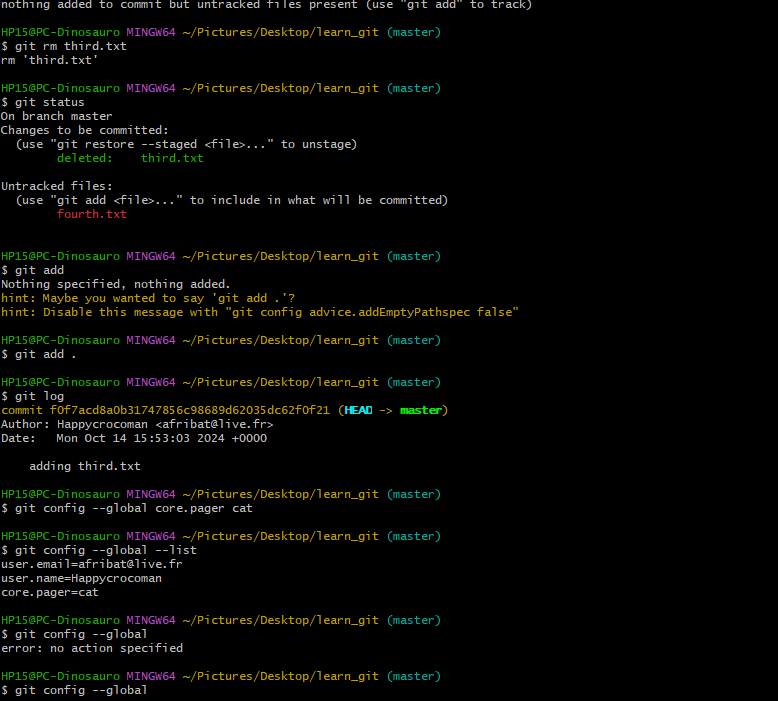 nothing added to commit but untracked files present (use "git add" to track)
HP15@PC-Dinosauro MINGW64 ~/Pictures/Desktop/learn_git (master)
$ git rm third.txt
rm 'third.txt'
HP15@PC-Dinosauro MINGW64 ~/Pictures/Desktop/learn_git (master)
$ git status
On branch master
Changes to be committed:
  (use "git restore --staged <file>..." to unstage)
        deleted:    third.txt
Untracked files:
  (use "git add <file>..." to include in what will be committed)
        fourth.txt
HP15@PC-Dinosauro MINGW64 ~/Pictures/Desktop/learn_git (master)
$ git add
Nothing specified, nothing added.
hint: Maybe you wanted to say 'git add .'?
hint: Disable this message with "git config advice.addEmptyPathspec false"
HP15@PC-Dinosauro MINGW64 ~/Pictures/Desktop/learn_git (master)
$ git add .
HP15@PC-Dinosauro MINGW64 ~/Pictures/Desktop/learn_git (master)
$ git log
commit f0f7acd8a0b31747856c98689d62035dc62f0f21 (HEAD -> master)
Author: Happycrocoman <afribat@live.fr>
Date:   Mon Oct 14 15:53:03 2024 +0000
    adding third.txt
HP15@PC-Dinosauro MINGW64 ~/Pictures/Desktop/learn_git (master)
$ git config --global core.pager cat
HP15@PC-Dinosauro MINGW64 ~/Pictures/Desktop/learn_git (master)
$ git config --global --list
user.email=afribat@live.fr
user.name=Happycrocoman
core.pager=cat
HP15@PC-Dinosauro MINGW64 ~/Pictures/Desktop/learn_git (master)
$ git config --global
error: no action specified
HP15@PC-Dinosauro MINGW64 ~/Pictures/Desktop/learn_git (master)
$ git config --global